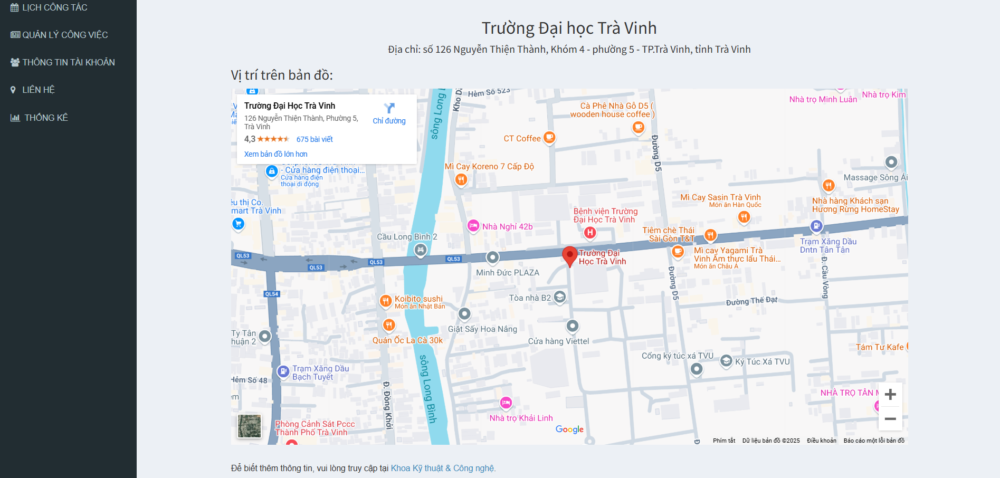 LỊCH CÔNG TÁC
QUẢN LÝ CÔNG VIỆC
THÔNG TIN TÀI KHOẢN
LIÊN HỆ
THỐNG KÊ
Trường Đại học Trà Vinh
Địa chỉ: số 126 Nguyễn Thiện Thành, Khóm 4 - phường 5 - TP.Trà Vinh, tỉnh Trà Vinh
Vị trí trên bản đồ:
Trường Đại Học Trà Vinh
126 Nguyễn Thiện Thành, Phường 5,
Trà Vinh
Chỉ đường
4,3
675 bài viết
Xem bản đồ lớn hơn
- Cửa hàng điện thoại...
Cửa hàng điện
thoại di động
sông Long
Kho
Hẻm Số 523
Cà Phê Nhà Gỗ D5 (
wooden house coffee )
Nhà trọ Minh Luân
Nhà trọ Kim
CT Coffee
Đường D5
Mì Cay Koreno 7 Cấp Độ
Massage Sông Ái
Mì Cay Sasin Trà Vinh
Món ăn Hàn Quốc
Nhà hàng Khách sạn
Hương Rừng HomeStay
êu thị Co.
mart Trà Vinh
Bệnh viện Trường
Đại Học Trà Vinh
Nhà Nghỉ 42b
Cầu Long Bình 2
Tiệm chè Thái
Sài Gòn T&T
Trạm Xăng Dầu
Dntn Tân Tân
QL53
QL53
QL53
QL53
Trường Đại
Học Trà Vinh
Mì cay Yagami Trà
Vinh Ẩm thực lẩu Thái...
Món ăn Châu Á
Minh Đức PLAZA
Đường D5
Đ. Cầu Vòng
QL54
Koibito sushi
Món ăn Nhật Bản
Tòa nhà B2
Đường Thế Đạt
Giặt Sấy Hoa Nắng
Ty Tân
huận 2
Quán Ốc La Cà 30k
Cửa hàng Viettel
Tám Tư Kafe
Cổng ký túc xá TVU
Ký Túc Xá TVU
Trạm Xăng Dầu
Bạch Tuyết
Hẻm Số 48
em
sông Long Bình
Đ. Đồng Khởi
NHÀ TRỌ TÂN
Nhà trọ Khải Linh
Phòng Cảnh Sát Pccc
Thành Phố Trà Vinh
Google
Phím tắt
Dữ liệu bản đồ ©2025
Điều khoản
Báo cáo một lỗi bản đồ
Để biết thêm thông tin, vui lòng truy cập tại Khoa Kỹ thuật & Công nghệ.